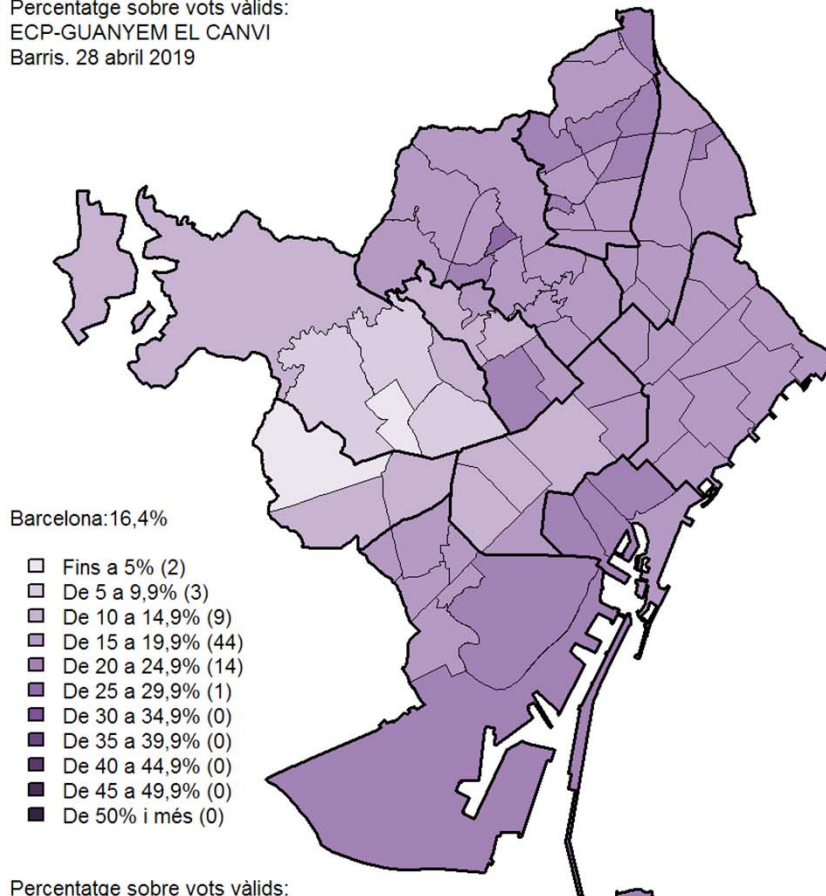 Percentatge sobre vots vàlids:
ECP-GUANYEM EL CANVI
Barris. 28 abril 2019
Barcelona:16,4%
Fins a 5% (2)
De 5 a 9,9% (3)
De 10 a 14,9% (9)
De 15 a 19,9% (44)
De 20 a 24,9% (14)
De 25 a 29,9% (1)
De 30 a 34,9% (0)
De 35 a 39,9% (0)
De 40 a 44,9% (0)
De 45 a 49,9% (0)
De 50% i més (0)
Percentatge sobre vots vàlids: